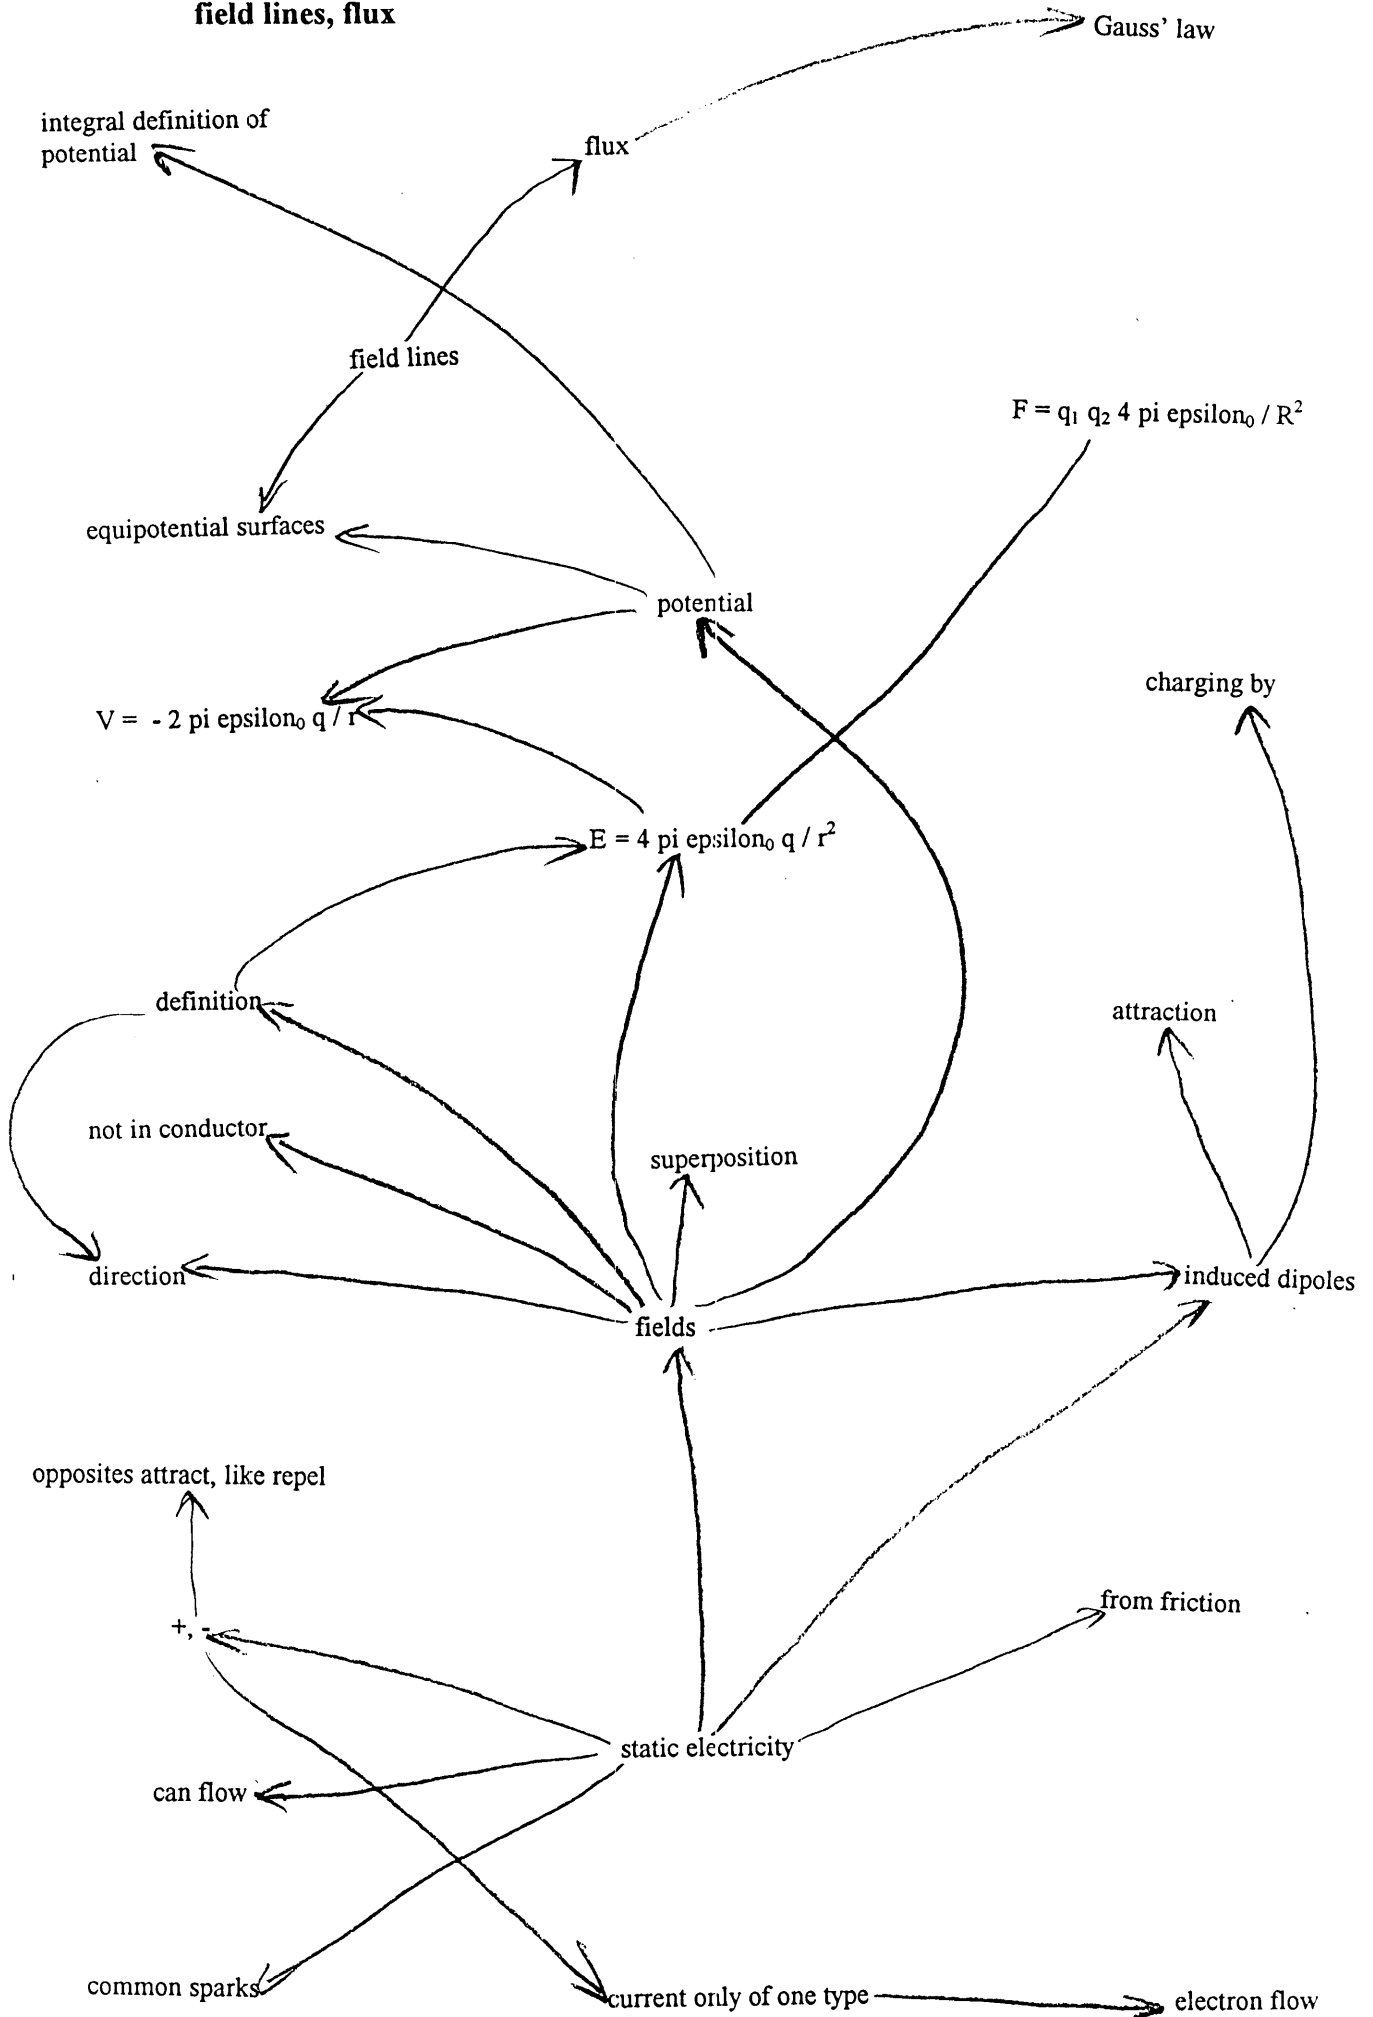 field lines, flux
Gauss' law
integral definition of
potential
flux
field lines
F = q₁ q₂ 4 pi epsilon₀ / R²
equipotential surfaces
potential
charging by
V = - 2 pi epsilon₀ q / r
E = 4 pi epsilon₀ q / r²
definition
attraction
not in conductor
superposition
direction
induced dipoles
fields
opposites attract, like repel
from friction
+, -
static electricity
can flow
common sparks
current only of one type
electron flow